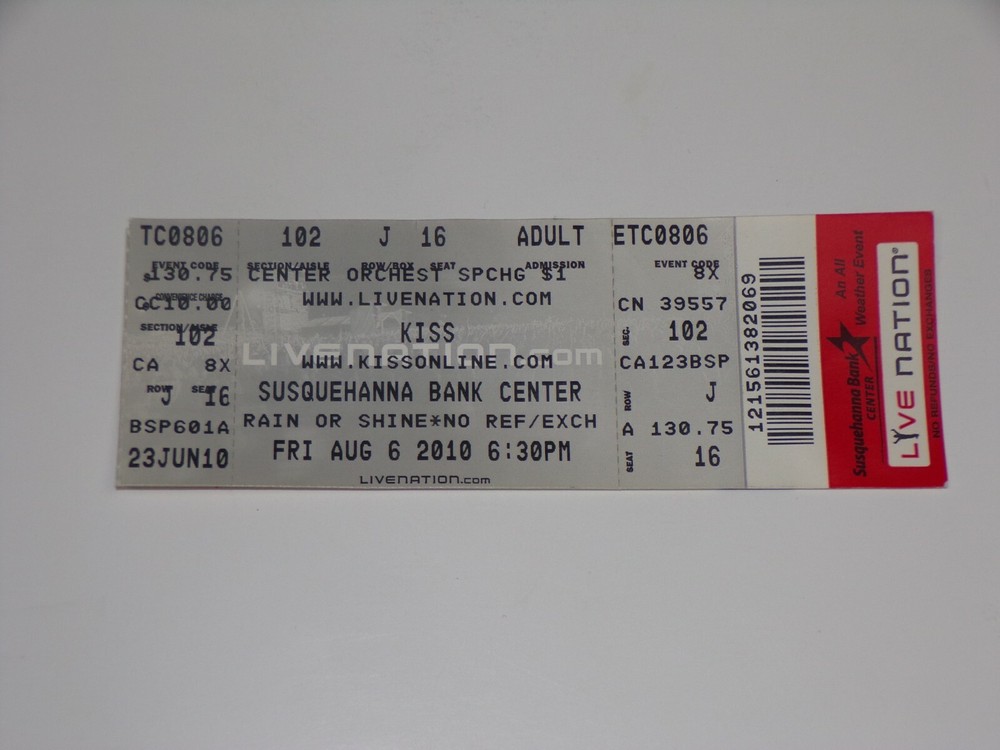 TC0806
EVENT CODE
$130.75
CONVENIENCE CHARGE
CC10.00
SECTION/AISLE
102
CA 8X
ROW SEAT
J 16
BSP601A
23JUN10
102 J 16 ADULT
SECTION/AISLE ROW/BOX SEAT ADMISSION
CENTER ORCHEST SPCHG $1
WWW.LIVENATION.COM
KISS
LIVENATION.com
WWW.KISSONLINE.COM
SUSQUEHANNA BANK CENTER
RAIN OR SHINE*NO REF/EXCH
FRI AUG 6 2010 6:30PM
LIVENATION.com
ETC0806
EVENT CODE
8X
CN 39557
SEC. 102
CA123BSP
ROW J
A 130.75
SEAT 16
121561382069
Susquehanna Bank
CENTER
An All
Weather Event
LIVE NATION®
NO REFUNDING EXCHANGES